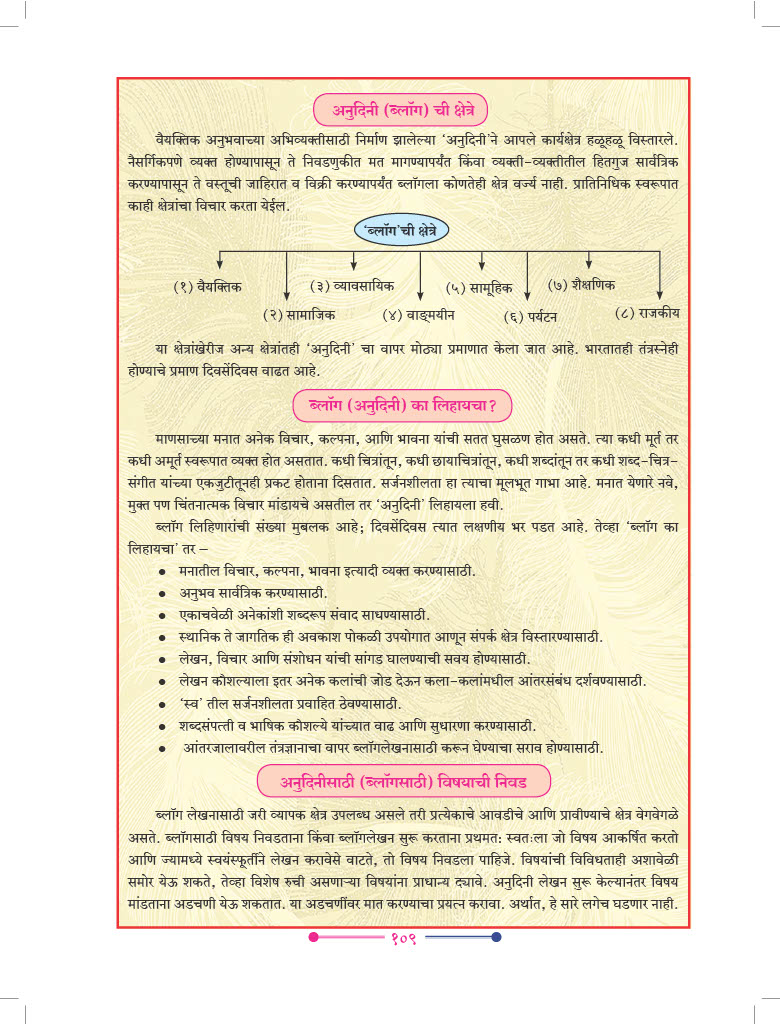 अनुदिनी (ब्लॉग) ची क्षेत्रे
वैयक्तिक अनुभवाच्या अभिव्यक्तीसाठी निर्माण झालेल्या ‘अनुदिनी’ने आपले कार्यक्षेत्र हळूहळू विस्तारले.
नैसर्गिकपणे व्यक्त होण्यापासून ते निवडणुकीत मत मागण्यापर्यंत किंवा व्यक्ती-व्यक्तीतील हितगुज सार्वत्रिक
करण्यापासून ते वस्तूची जाहिरात व विक्री करण्यापर्यंत ब्लॉगला कोणतेही क्षेत्र वर्ज्य नाही. प्रातिनिधिक स्वरूपात
काही क्षेत्रांचा विचार करता येईल.
‘ब्लॉग’ची क्षेत्रे
(१) वैयक्तिक
(२) सामाजिक
(३) व्यावसायिक
(४) वाङ्‌मयीन
(५) सामूहिक
(६) पर्यटन
(७) शैक्षणिक
(८) राजकीय
या क्षेत्रांखेरीज अन्य क्षेत्रांतही ‘अनुदिनी’ चा वापर मोठ्या प्रमाणात केला जात आहे. भारतातही तंत्रस्नेही
होण्याचे प्रमाण दिवसेंदिवस वाढत आहे.
ब्लॉग (अनुदिनी) का लिहायचा?
माणसाच्या मनात अनेक विचार, कल्पना, आणि भावना यांची सतत घुसळण होत असते. त्या कधी मूर्त तर
कधी अमूर्त स्वरूपात व्यक्त होत असतात. कधी चित्रांतून, कधी छायाचित्रांतून, कधी शब्दांतून तर कधी शब्द-चित्र-
संगीत यांच्या एकजुटीतूनही प्रकट होताना दिसतात. सर्जनशीलता हा त्याचा मूलभूत गाभा आहे. मनात येणारे नवे,
मुक्त पण चिंतनात्मक विचार मांडायचे असतील तर ‘अनुदिनी’ लिहायला हवी.
ब्लॉग लिहिणारांची संख्या मुबलक आहे; दिवसेंदिवस त्यात लक्षणीय भर पडत आहे. तेव्हा ‘ब्लॉग का
लिहायचा’ तर –
● मनातील विचार, कल्पना, भावना इत्यादी व्यक्त करण्यासाठी.
● अनुभव सार्वत्रिक करण्यासाठी.
● एकाचवेळी अनेकांशी शब्दरूप संवाद साधण्यासाठी.
● स्थानिक ते जागतिक ही अवकाश पोकळी उपयोगात आणून संपर्क क्षेत्र विस्तारण्यासाठी.
● लेखन, विचार आणि संशोधन यांची सांगड घालण्याची सवय होण्यासाठी.
● लेखन कौशल्याला इतर अनेक कलांची जोड देऊन कला-कलांमधील आंतरसंबंध दर्शवण्यासाठी.
● ‘स्व’ तील सर्जनशीलता प्रवाहित ठेवण्यासाठी.
● शब्दसंपत्ती व भाषिक कौशल्ये यांच्यात वाढ आणि सुधारणा करण्यासाठी.
● आंतरजालावरील तंत्रज्ञानाचा वापर ब्लॉगलेखनासाठी करून घेण्याचा सराव होण्यासाठी.
अनुदिनीसाठी (ब्लॉगसाठी) विषयाची निवड
ब्लॉग लेखनासाठी जरी व्यापक क्षेत्र उपलब्ध असले तरी प्रत्येकाचे आवडीचे आणि प्रावीण्याचे क्षेत्र वेगवेगळे
असते. ब्लॉगसाठी विषय निवडताना किंवा ब्लॉगलेखन सुरू करताना प्रथमत: स्वतःला जो विषय आकर्षित करतो
आणि ज्यामध्ये स्वयंस्फूर्तीने लेखन करावेसे वाटते, तो विषय निवडला पाहिजे. विषयांची विविधताही अशावेळी
समोर येऊ शकते, तेव्हा विशेष रुची असणाऱ्या विषयांना प्राधान्य द्यावे. अनुदिनी लेखन सुरू केल्यानंतर विषय
मांडताना अडचणी येऊ शकतात. या अडचणींवर मात करण्याचा प्रयत्न करावा. अर्थात, हे सारे लगेच घडणार नाही.
१०९